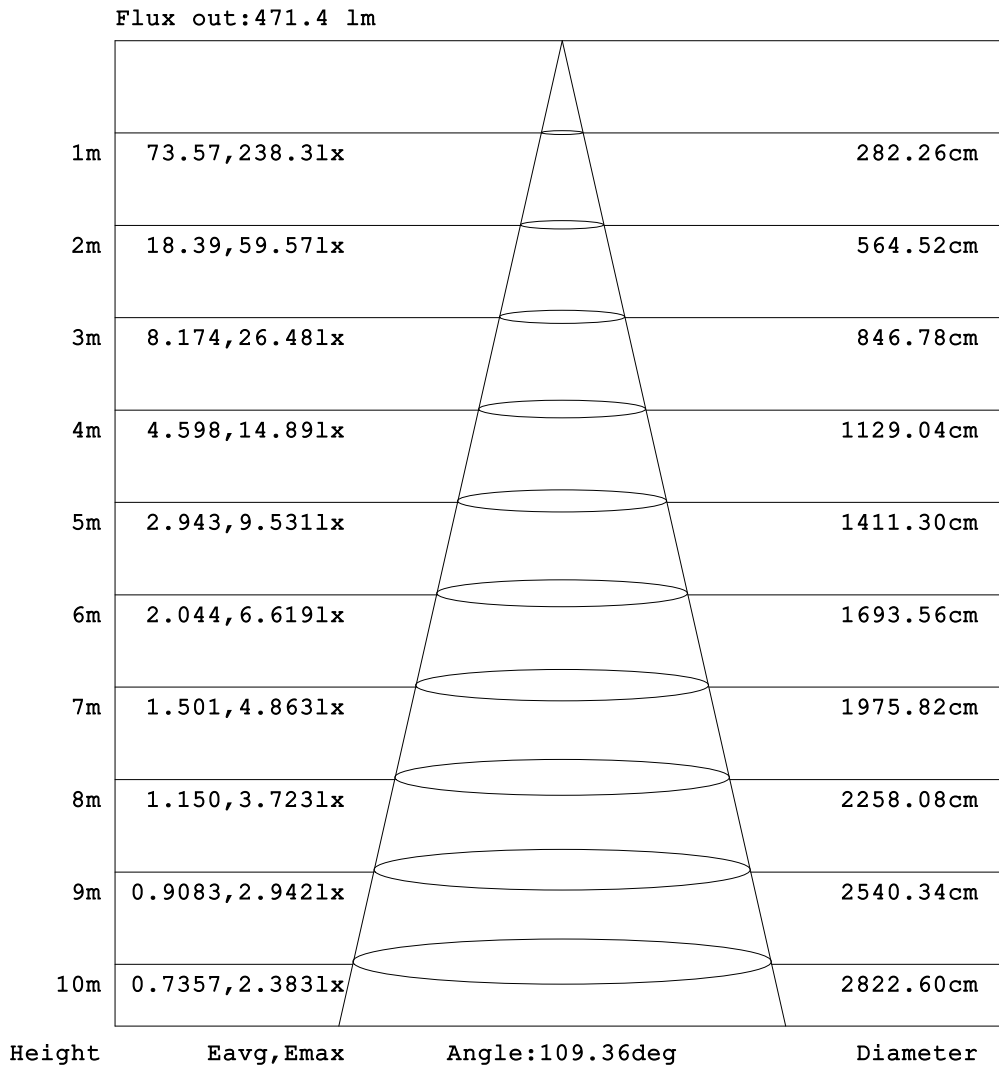 Flux out:471.4 lm
1m 73.57,238.3lx 282.26cm
2m 18.39,59.57lx 564.52cm
3m 8.174,26.48lx 846.78cm
4m 4.598,14.89lx 1129.04cm
5m 2.943,9.531lx 1411.30cm
6m 2.044,6.619lx 1693.56cm
7m 1.501,4.863lx 1975.82cm
8m 1.150,3.723lx 2258.08cm
9m 0.9083,2.942lx 2540.34cm
10m 0.7357,2.383lx 2822.60cm
Height Eavg,Emax Angle:109.36deg Diameter